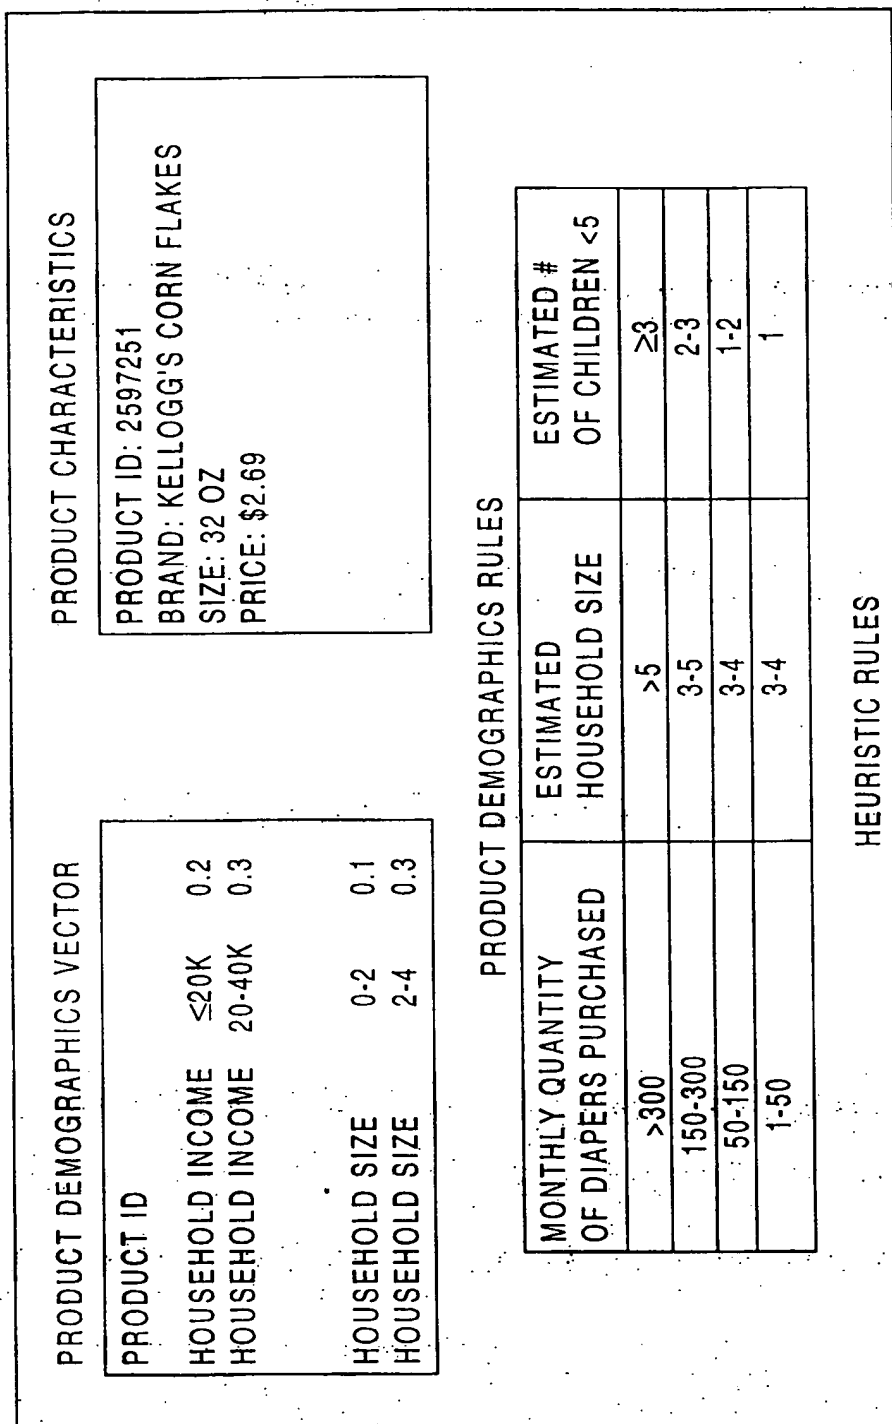 PRODUCT DEMOGRAPHICS VECTOR
PRODUCT ID
HOUSEHOLD INCOME ≤20K 0.2
HOUSEHOLD INCOME 20-40K 0.3
HOUSEHOLD SIZE 0-2 0.1
HOUSEHOLD SIZE 2-4 0.3
PRODUCT CHARACTERISTICS
PRODUCT ID: 2597251
BRAND: KELLOGG'S CORN FLAKES
SIZE: 32 OZ
PRICE: $2.69
PRODUCT DEMOGRAPHICS RULES
MONTHLY QUANTITY ESTIMATED ESTIMATED #
OF DIAPERS PURCHASED HOUSEHOLD SIZE OF CHILDREN <5
>300 >5 ≥3
150-300 3-5 2-3
50-150 3-4 1-2
1-50 3-4 1
HEURISTIC RULES